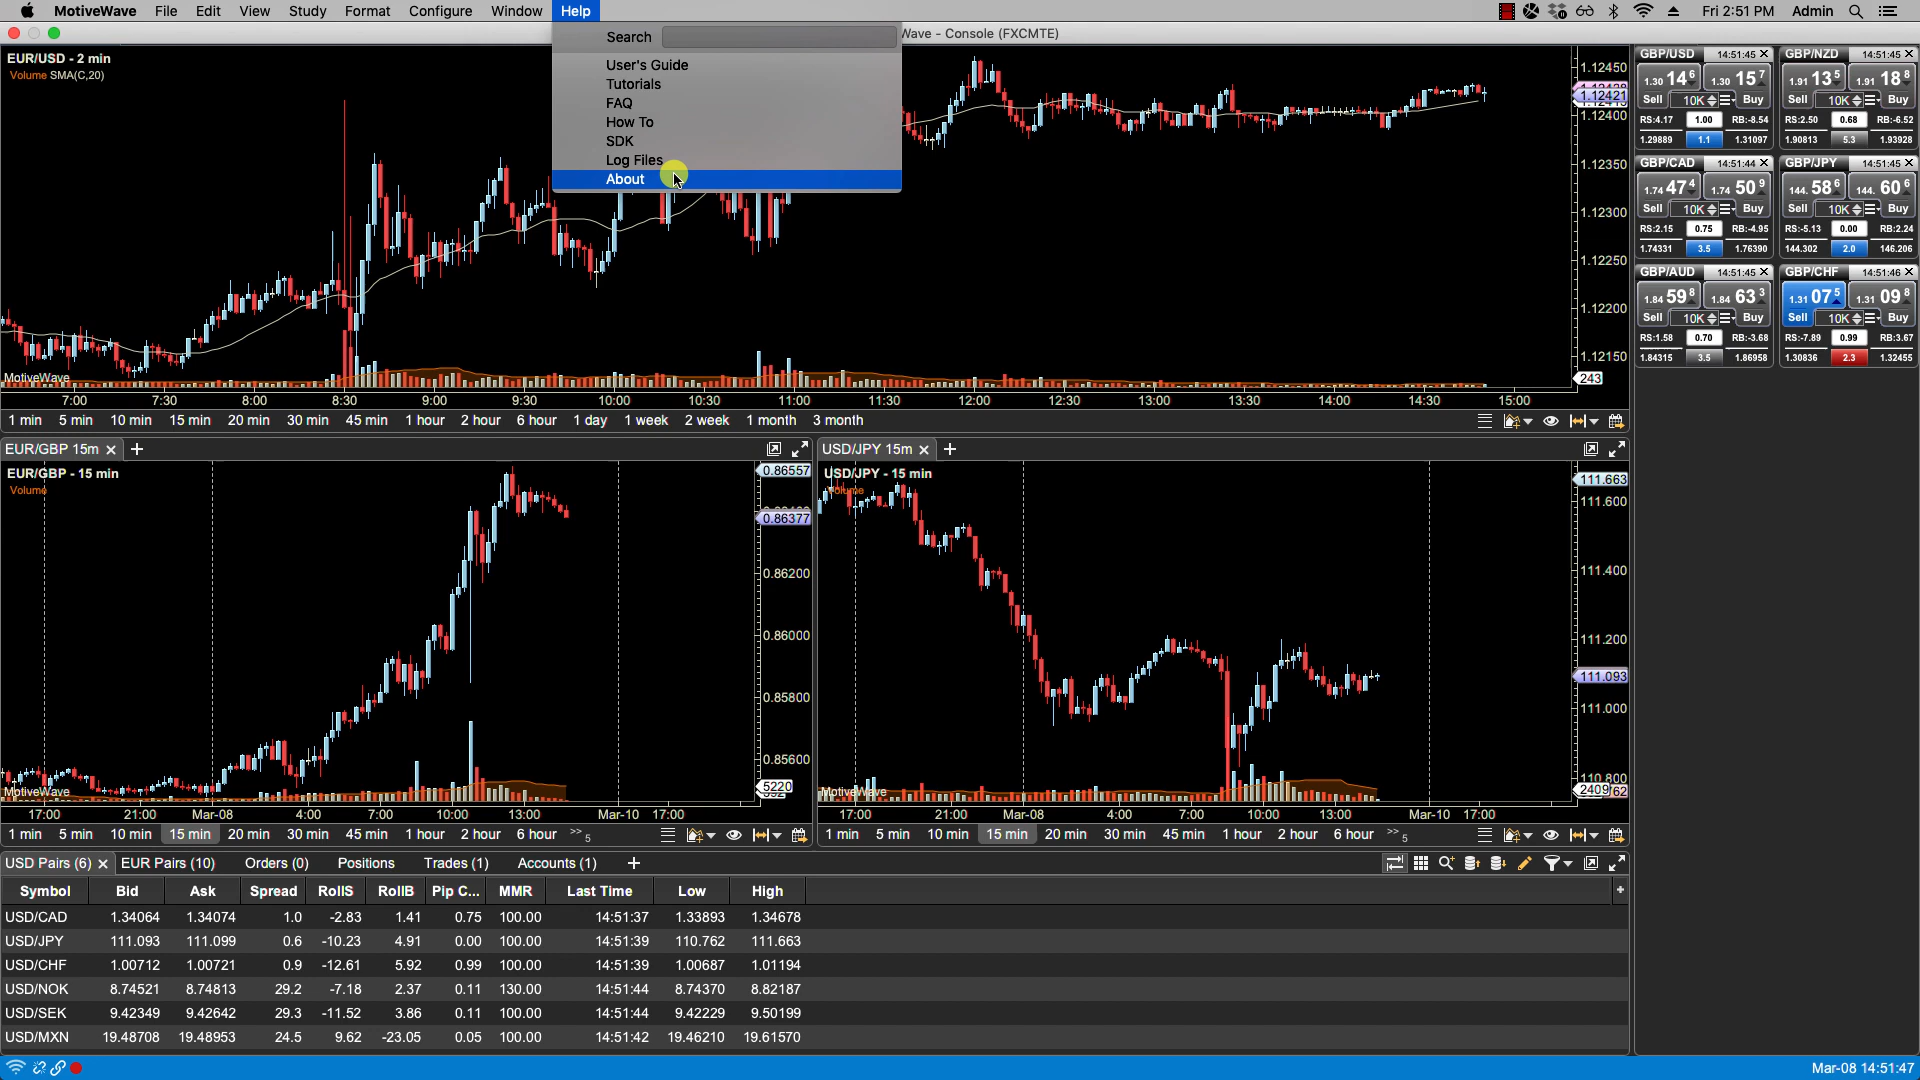 MotiveWave File Edit View Study Format Configure Window Help Fri 2:51 PM Admin
Wave - Console (FXCMTE)
Search
User's Guide
Tutorials
FAQ
How To
SDK
Log Files
About
EUR/USD - 2 min
Volume SMA(C,20)
1.12450
1.12421
1.12400
1.12350
1.12300
1.12250
1.12200
1.12150
243
MotiveWave
7:00 7:30 8:00 8:30 9:00 9:30 10:00 10:30 11:00 11:30 12:00 12:30 13:00 13:30 14:00 14:30 15:00
1 min 5 min 10 min 15 min 20 min 30 min 45 min 1 hour 2 hour 6 hour 1 day 1 week 2 week 1 month 3 month
GBP/USD 14:51:45
1.30 14 6 1.30 15 7
Sell 10K Buy
RS:4.17 1.00 RB:-8.54
1.29889 1.1 1.31097
GBP/NZD 14:51:45
1.91 13 5 1.91 18 8
Sell 10K Buy
RS:2.50 0.68 RB:-6.52
1.90813 5.3 1.93928
GBP/CAD 14:51:44
1.74 47 4 1.74 50 9
Sell 10K Buy
RS:2.15 0.75 RB:-4.95
1.74331 3.5 1.76390
GBP/JPY 14:51:45
144. 58 6 144. 60 6
Sell 10K Buy
RS:-5.13 0.00 RB:2.24
144.302 2.0 146.206
GBP/AUD 14:51:45
1.84 59 8 1.84 63 3
Sell 10K Buy
RS:1.58 0.70 RB:-3.68
1.84315 3.5 1.86958
GBP/CHF 14:51:46
1.31 07 5 1.31 09 8
Sell 10K Buy
RS:-7.89 0.99 RB:3.67
1.30836 2.3 1.32455
EUR/GBP 15m
EUR/GBP - 15 min
Volume
0.86557
0.86377
0.86200
0.86000
0.85800
0.85600
5220
MotiveWave
17:00 21:00 Mar-08 4:00 7:00 10:00 13:00 Mar-10 17:00
1 min 5 min 10 min 15 min 20 min 30 min 45 min 1 hour 2 hour 6 hour >> 5
USD/JPY 15m
USD/JPY - 15 min
Volume
111.663
111.600
111.400
111.200
111.093
111.000
110.800
2409
MotiveWave
17:00 21:00 Mar-08 4:00 7:00 10:00 13:00 Mar-10 17:00
1 min 5 min 10 min 15 min 20 min 30 min 45 min 1 hour 2 hour 6 hour >> 5
USD Pairs (6) EUR Pairs (10) Orders (0) Positions Trades (1) Accounts (1)
Symbol Bid Ask Spread RollS RollB Pip C... MMR Last Time Low High
USD/CAD 1.34064 1.34074 1.0 -2.83 1.41 0.75 100.00 14:51:37 1.33893 1.34678
USD/JPY 111.093 111.099 0.6 -10.23 4.91 0.00 100.00 14:51:39 110.762 111.663
USD/CHF 1.00712 1.00721 0.9 -12.61 5.92 0.99 100.00 14:51:39 1.00687 1.01194
USD/NOK 8.74521 8.74813 29.2 -7.18 2.37 0.11 130.00 14:51:44 8.74370 8.82187
USD/SEK 9.42349 9.42642 29.3 -11.52 3.86 0.11 100.00 14:51:44 9.42229 9.50199
USD/MXN 19.48708 19.48953 24.5 9.62 -23.05 0.05 100.00 14:51:42 19.46210 19.61570
Mar-08 14:51:47